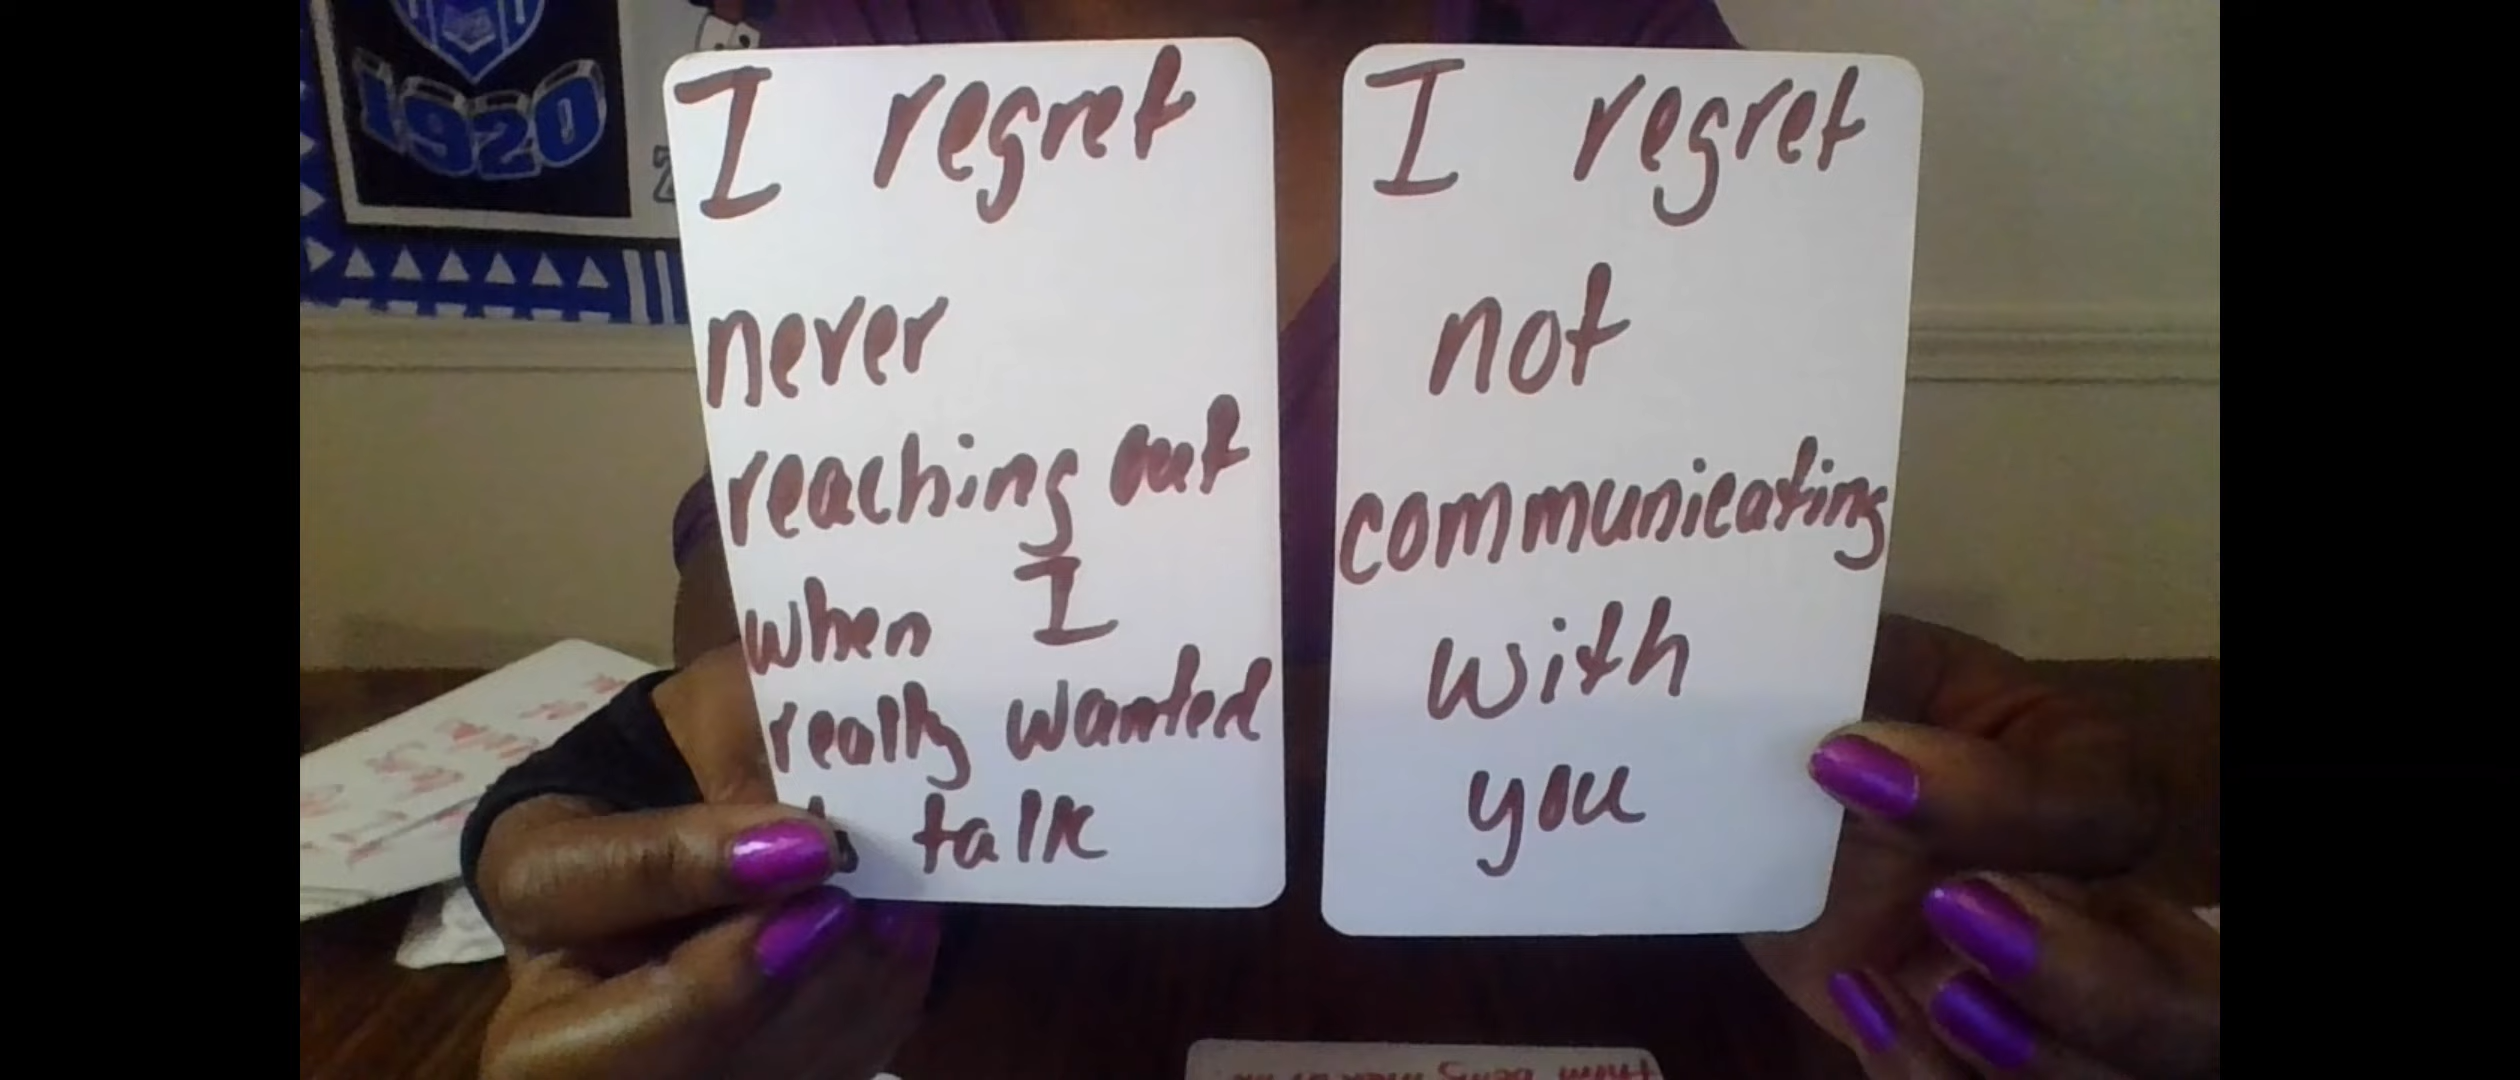 1920
I regret
never
reaching out
when I
really wanted
talk
I regret
not
communicating
with
you